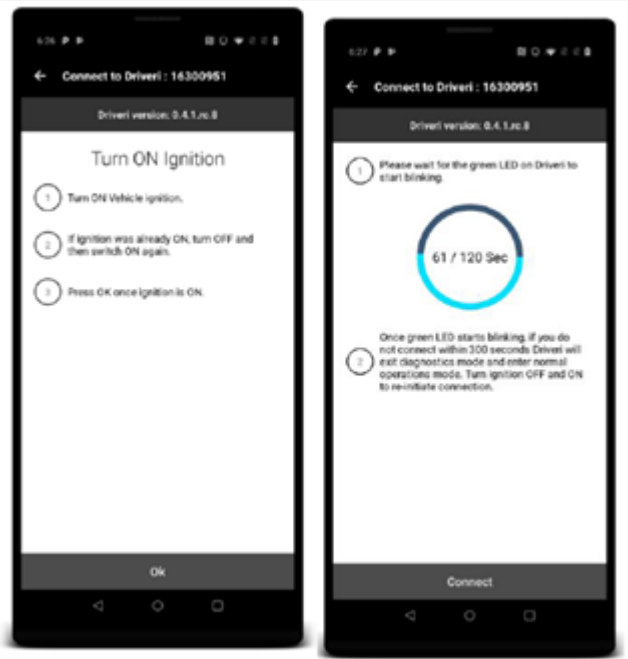 6:26
Connect to Driveri : 16300951
Driveri version: 0.4.1.rc.8
Turn ON Ignition
1 Turn ON Vehicle ignition.
2 If ignition was already ON, turn OFF and
then switch ON again.
3 Press OK once ignition is ON.
Ok
6:27
Connect to Driveri : 16300951
Driveri version: 0.4.1.rc.8
1 Please wait for the green LED on Driveri to
start blinking.
61 / 120 Sec
Once green LED starts blinking, if you do
not connect within 300 seconds Driveri will
2 exit diagnostics mode and enter normal
operations mode. Turn ignition OFF and ON
to re-initiate connection.
Connect